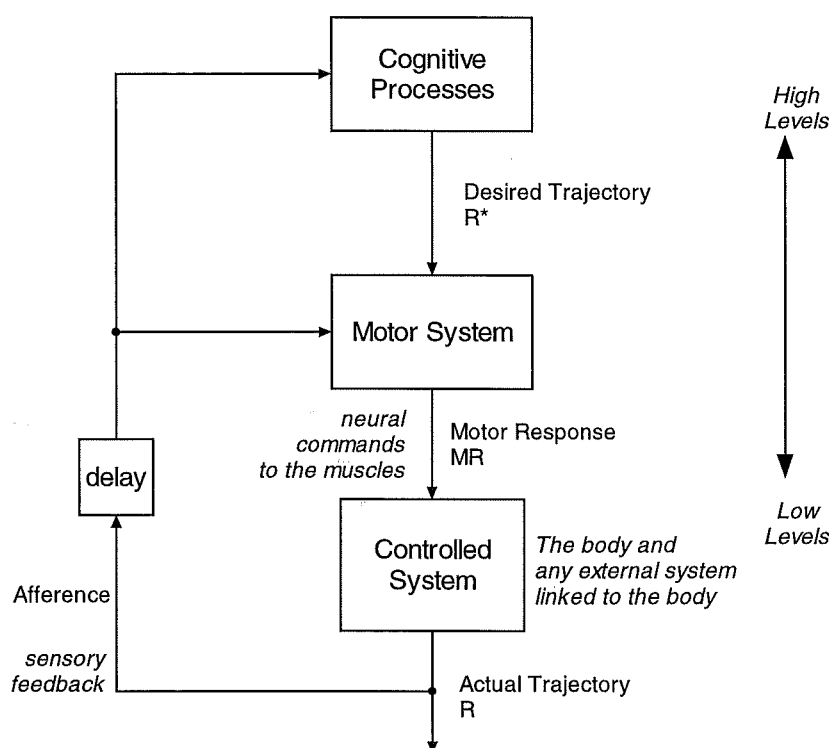 Cognitive
Processes
High
Levels
Desired Trajectory
R*
Motor System
neural
commands
to the muscles
Motor Response
MR
delay
Low
Levels
Controlled
System
The body and
any external system
linked to the body
Afference
sensory
feedback
Actual Trajectory
R